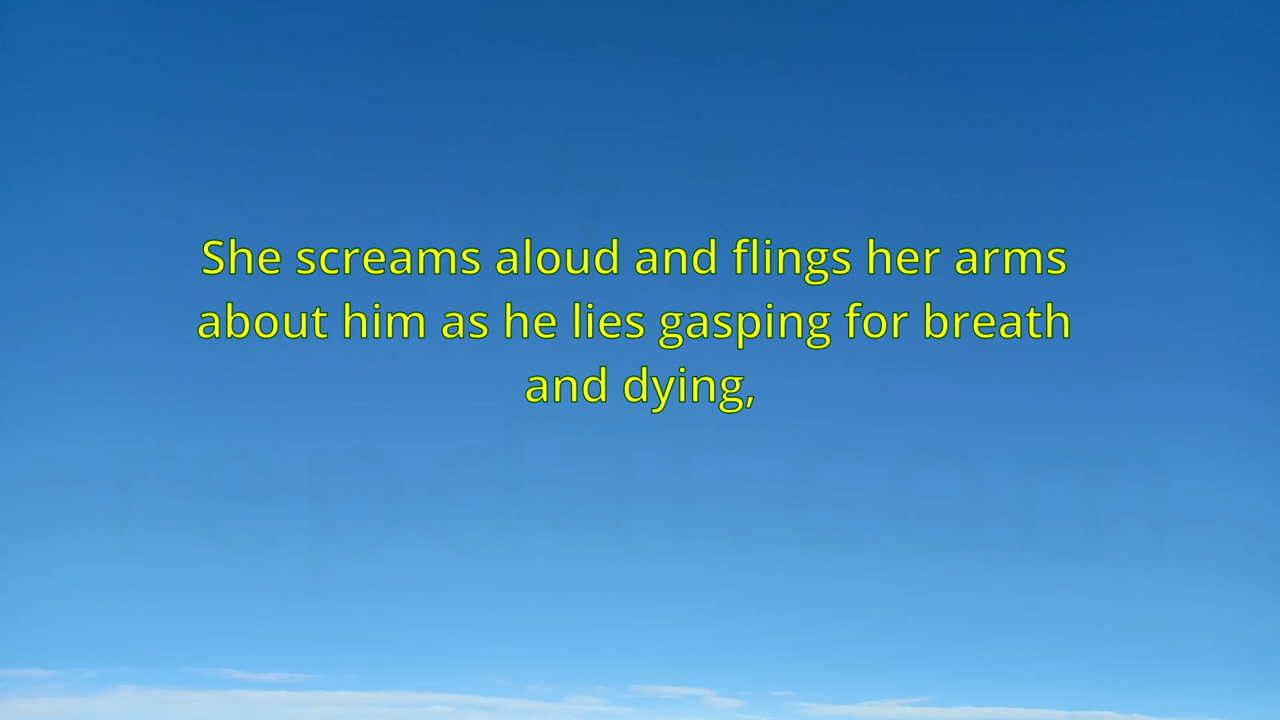 She screams aloud and flings her arms
about him as he lies gasping for breath
and dying,